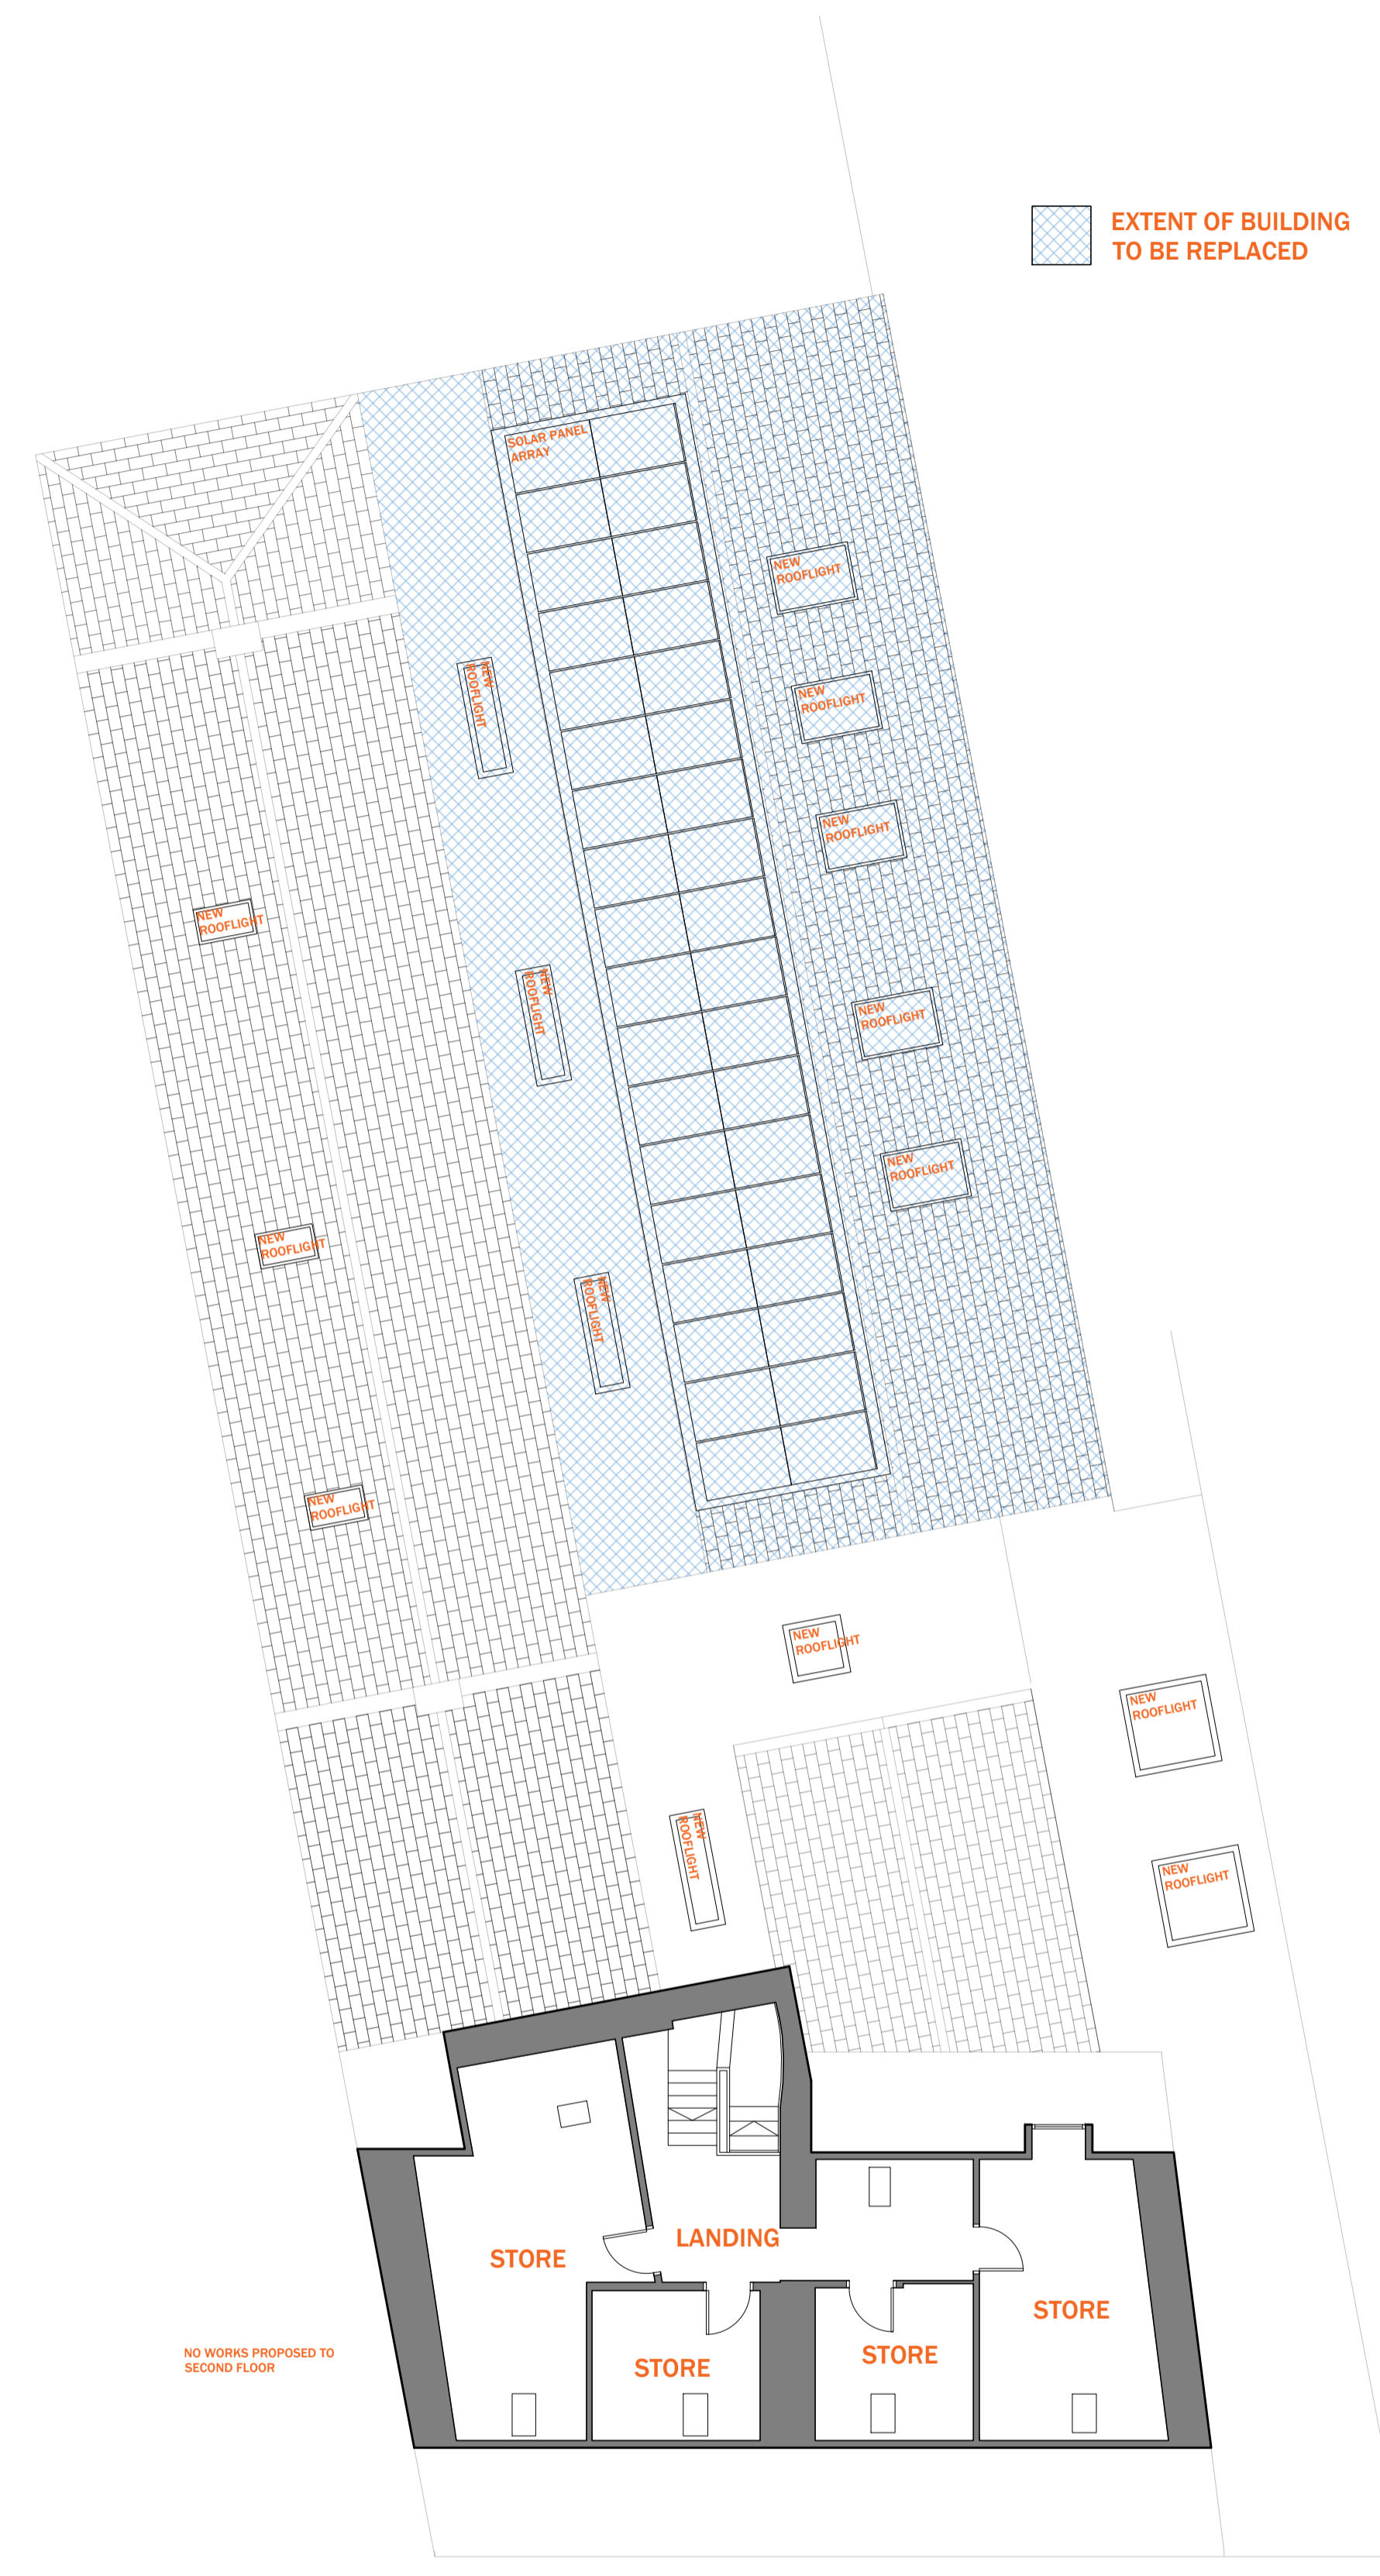 EXTENT OF BUILDING
TO BE REPLACED
SOLAR PANEL
ARRAY
NEW
ROOFLIGHT
NEW
ROOFLIGHT
NEW
ROOFLIGHT
NEW
ROOFLIGHT
NEW
ROOFLIGHT
NEW
ROOFLIGHT
NEW
ROOFLIGHT
NEW
ROOFLIGHT
NEW
ROOFLIGHT
NEW
ROOFLIGHT
NEW
ROOFLIGHT
NEW
ROOFLIGHT
NEW
ROOFLIGHT
NEW
ROOFLIGHT
NEW
ROOFLIGHT
LANDING
STORE
STORE
STORE
STORE
NO WORKS PROPOSED TO
SECOND FLOOR